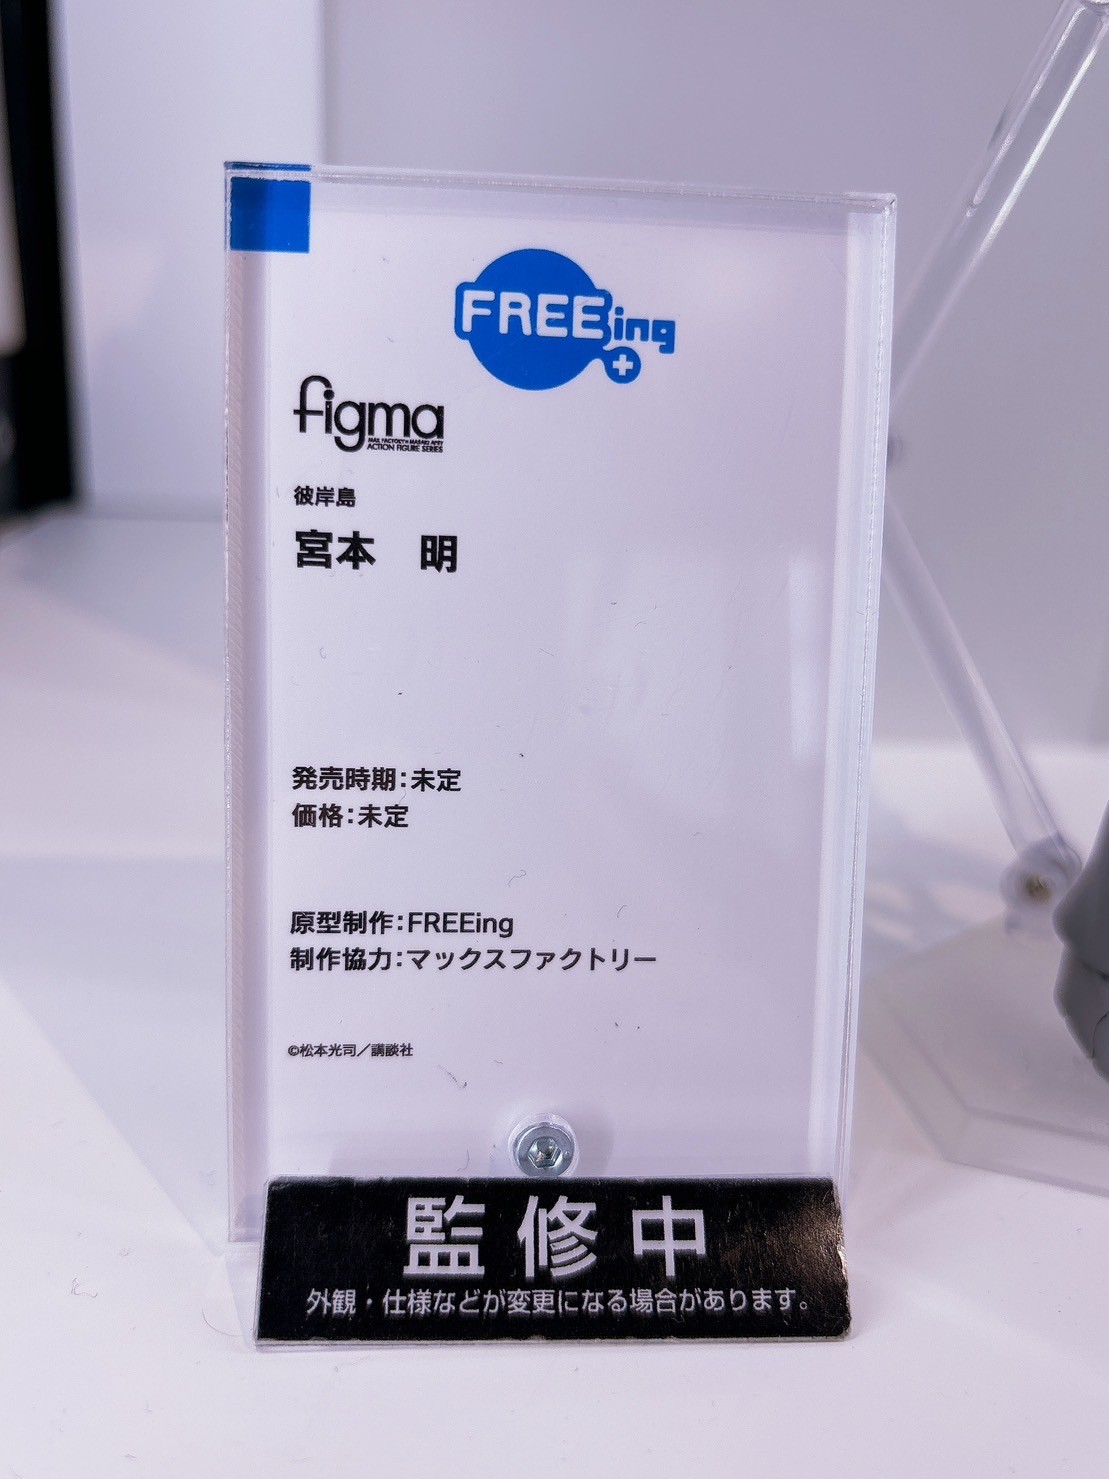 FREEing
figma
MAX FACTORY×MASAKI APSY
ACTION FIGURE SERIES
彼岸島
宮本　明
発売時期：未定
価格：未定
原型制作：FREEing
制作協力：マックスファクトリー
©松本光司／講談社
監修中
外観・仕様などが変更になる場合があります。